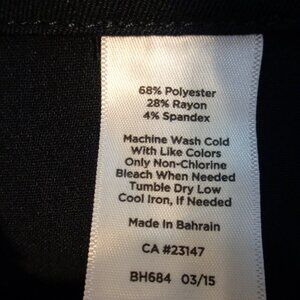 68% Polyester
28% Rayon
4% Spandex
Machine Wash Cold
With Like Colors
Only Non-Chlorine
Bleach When Needed
Tumble Dry Low
Cool Iron, If Needed
Made In Bahrain
CA #23147
BH684 03/15